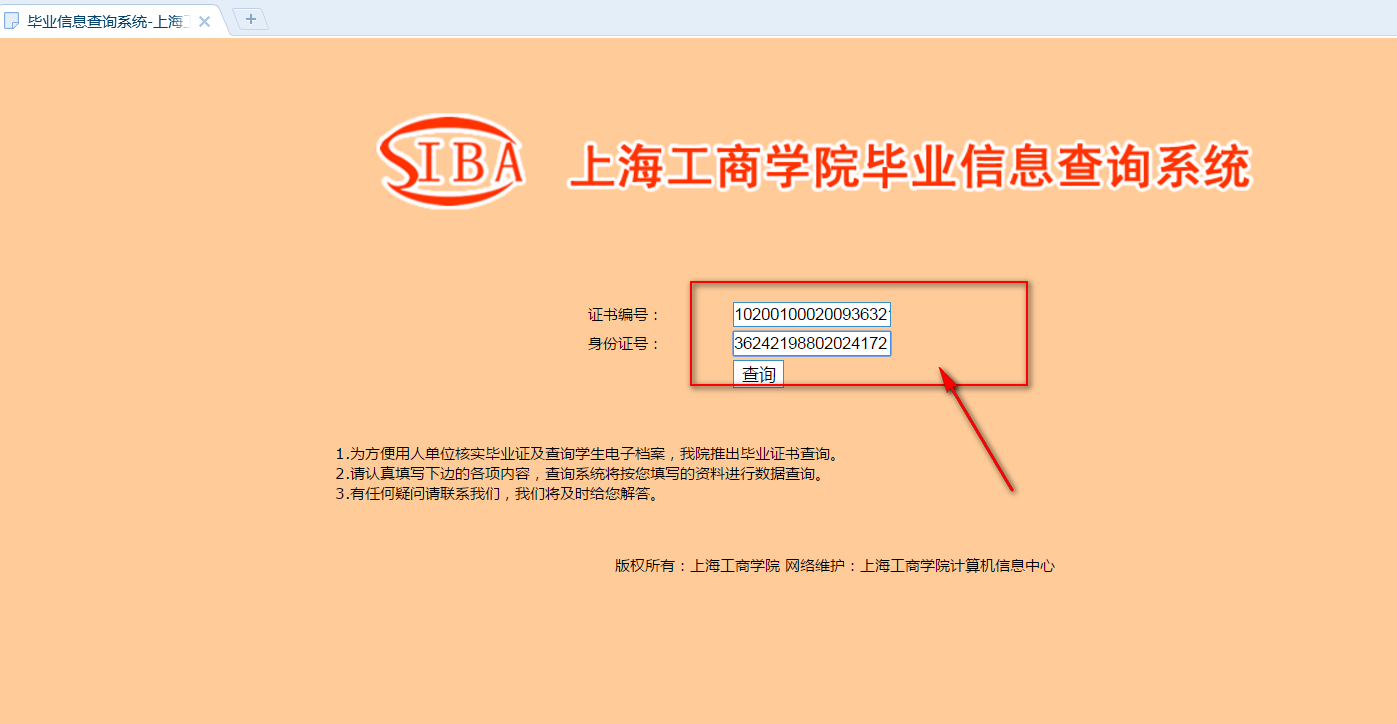 毕业信息查询系统-上海
SIBA
上海工商学院毕业信息查询系统
证书编号：
10200100020093632
身份证号：
36242198802024172
查询
1.为方便用人单位核实毕业证及查询学生电子档案，我院推出毕业证书查询。
2.请认真填写下边的各项内容，查询系统将按您填写的资料进行数据查询。
3.有任何疑问请联系我们，我们将及时给您解答。
版权所有：上海工商学院 网络维护：上海工商学院计算机信息中心